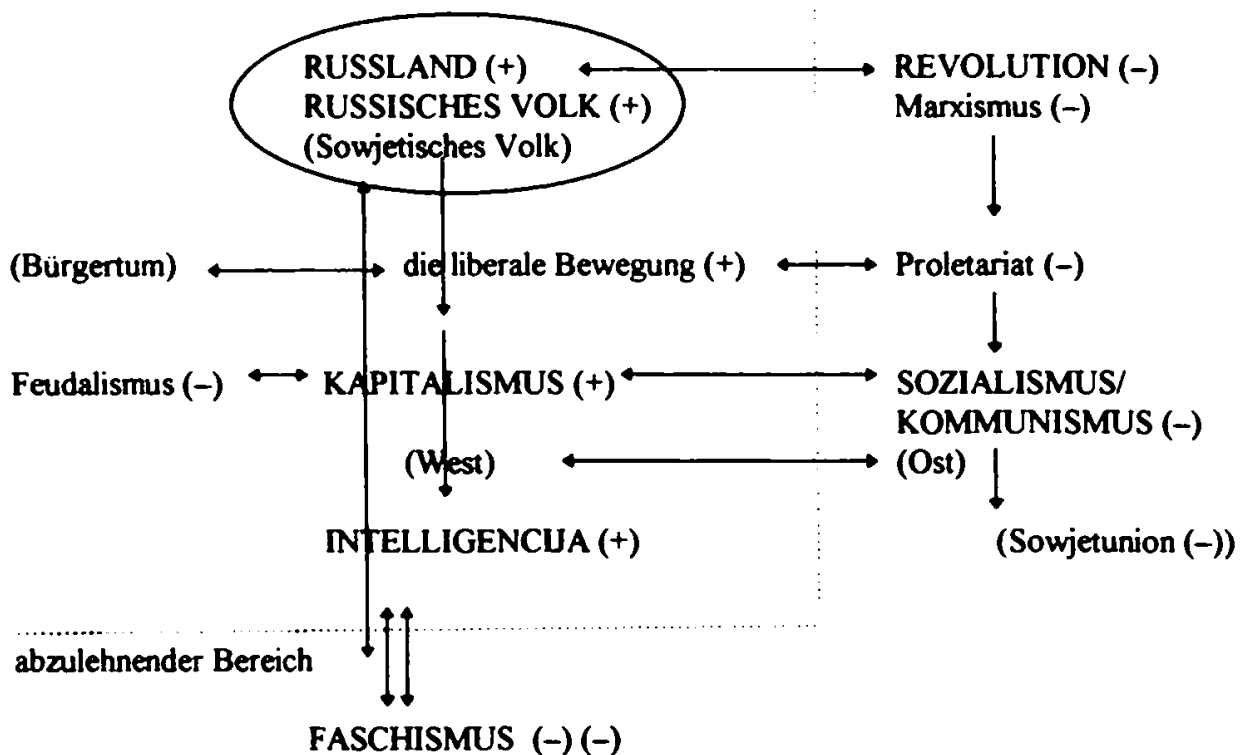 RUSSLAND (+)
RUSSISCHES VOLK (+)
(Sowjetisches Volk)
REVOLUTION (–)
Marxismus (–)
(Bürgertum)
die liberale Bewegung (+)
Proletariat (–)
Feudalismus (–)
KAPITALISMUS (+)
SOZIALISMUS/
KOMMUNISMUS (–)
(West)
(Ost)
INTELLIGENCIJA (+)
(Sowjetunion (–))
abzulehnender Bereich
FASCHISMUS (–) (–)